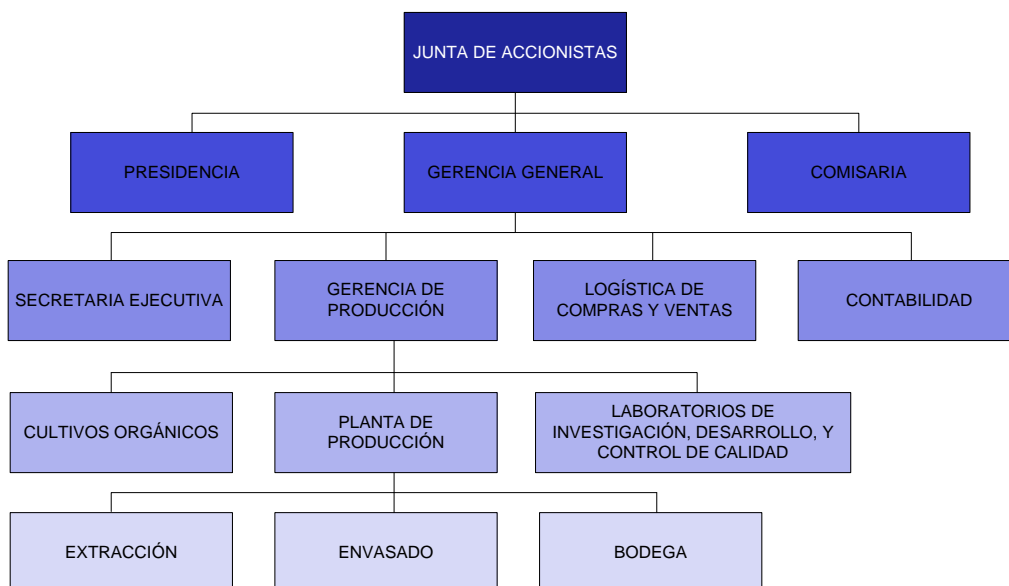 JUNTA DE ACCIONISTAS
PRESIDENCIA
GERENCIA GENERAL
COMISARIA
SECRETARIA EJECUTIVA
GERENCIA DE
PRODUCCIÓN
LOGÍSTICA DE
COMPRAS Y VENTAS
CONTABILIDAD
CULTIVOS ORGÁNICOS
PLANTA DE
PRODUCCIÓN
LABORATORIOS DE
INVESTIGACIÓN, DESARROLLO, Y
CONTROL DE CALIDAD
EXTRACCIÓN
ENVASADO
BODEGA